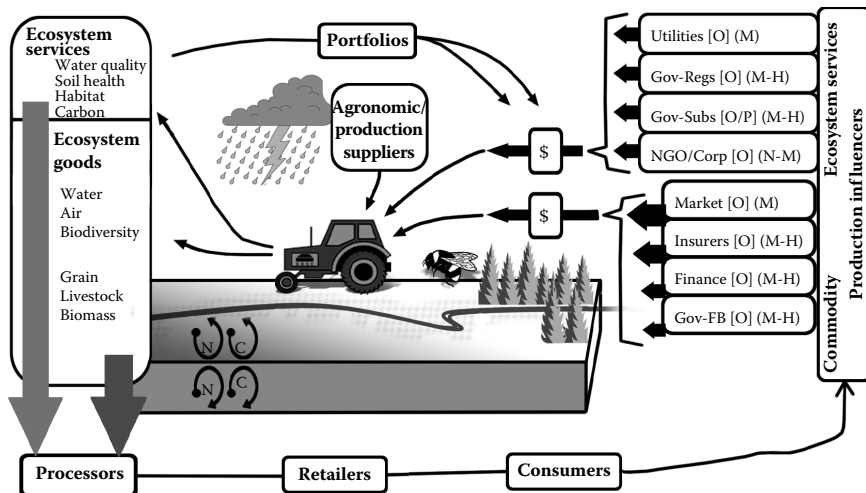 Ecosystem
services
Water quality
Soil health
Habitat
Carbon
Ecosystem
goods
Water
Air
Biodiversity
Grain
Livestock
Biomass
Portfolios
Agronomic/
production
suppliers
$
$
Utilities [O] (M)
Gov-Regs [O] (M-H)
Gov-Subs [O/P] (M-H)
NGO/Corp [O] (N-M)
Market [O] (M)
Insurers [O] (M-H)
Finance [O] (M-H)
Gov-FB [O] (M-H)
Ecosystem services
Commodity
Production influencers
N
C
N
C
Processors
Retailers
Consumers